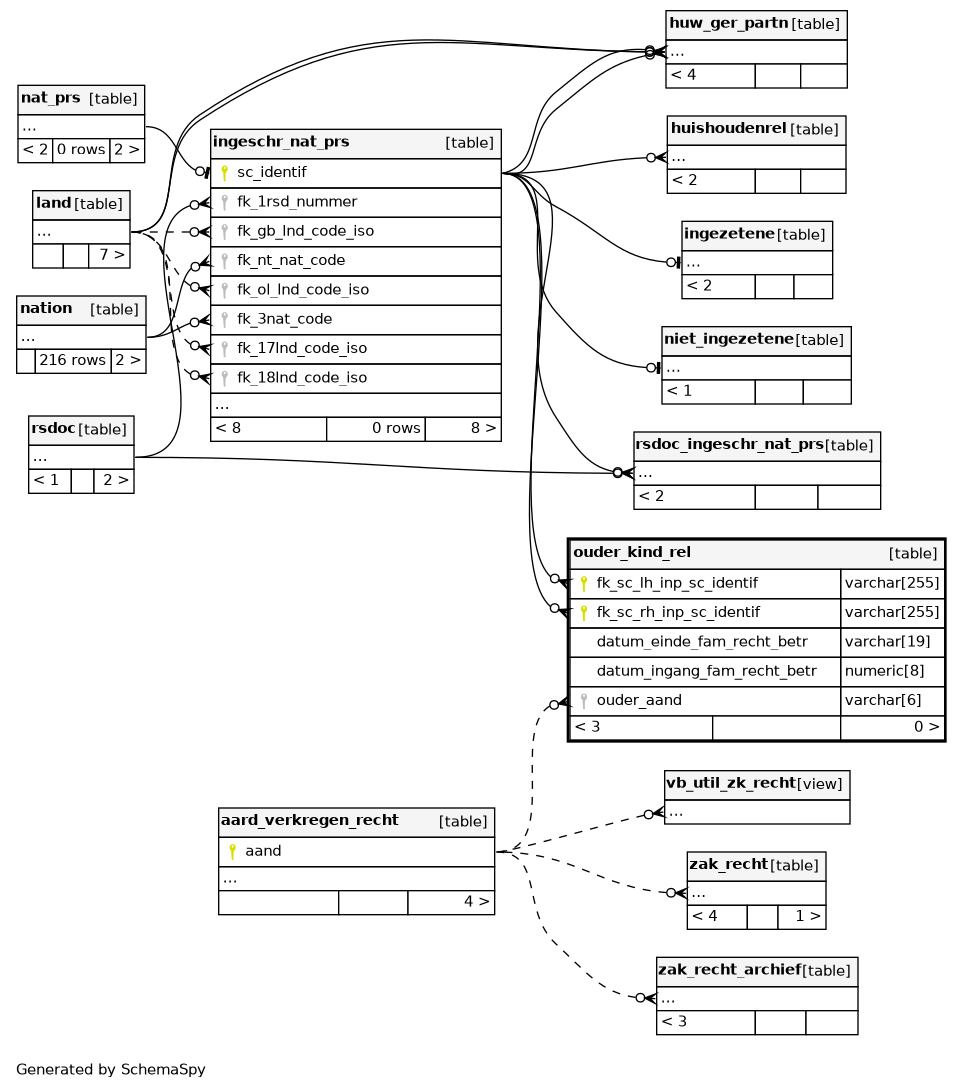 huw_ger_partn [table]
...
< 4
nat_prs [table]
...
< 2 0 rows 2 >
huishoudenrel [table]
...
< 2
ingeschr_nat_prs [table]
sc_identif
fk_1rsd_nummer
fk_gb_lnd_code_iso
fk_nt_nat_code
fk_ol_lnd_code_iso
fk_3nat_code
fk_17lnd_code_iso
fk_18lnd_code_iso
...
< 8 0 rows 8 >
land [table]
...
7 >
ingezetene [table]
...
< 2
nation [table]
...
216 rows 2 >
niet_ingezetene [table]
...
< 1
rsdoc [table]
...
< 1 2 >
rsdoc_ingeschr_nat_prs [table]
...
< 2
ouder_kind_rel [table]
fk_sc_lh_inp_sc_identif varchar[255]
fk_sc_rh_inp_sc_identif varchar[255]
datum_einde_fam_recht_betr varchar[19]
datum_ingang_fam_recht_betr numeric[8]
ouder_aand varchar[6]
< 3 0 >
vb_util_zk_recht [view]
...
aard_verkregen_recht [table]
aand
...
4 >
zak_recht [table]
...
< 4 1 >
zak_recht_archief [table]
...
< 3
Generated by SchemaSpy